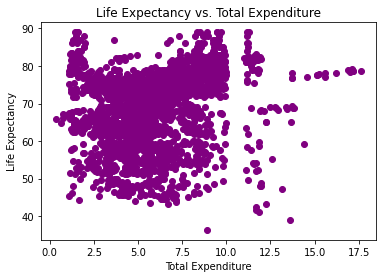 Life Expectancy vs. Total Expenditure
90
80
70
60
50
40
Life Expectancy
0.0 2.5 5.0 7.5 10.0 12.5 15.0 17.5
Total Expenditure